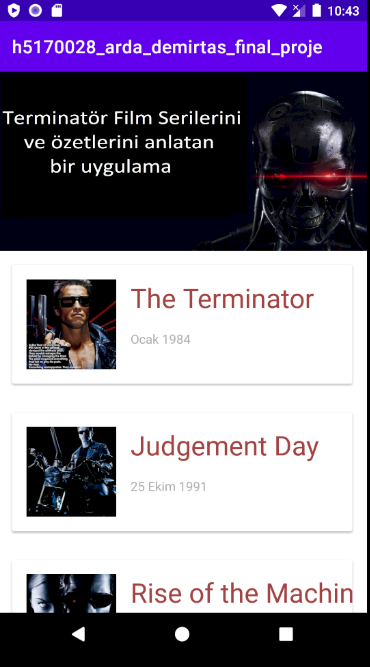 10:43
h5170028_arda_demirtas_final_proje
Terminatör Film Serilerini
ve özetlerini anlatan
bir uygulama
The Terminator
Ocak 1984
Judgement Day
25 Ekim 1991
Rise of the Machin